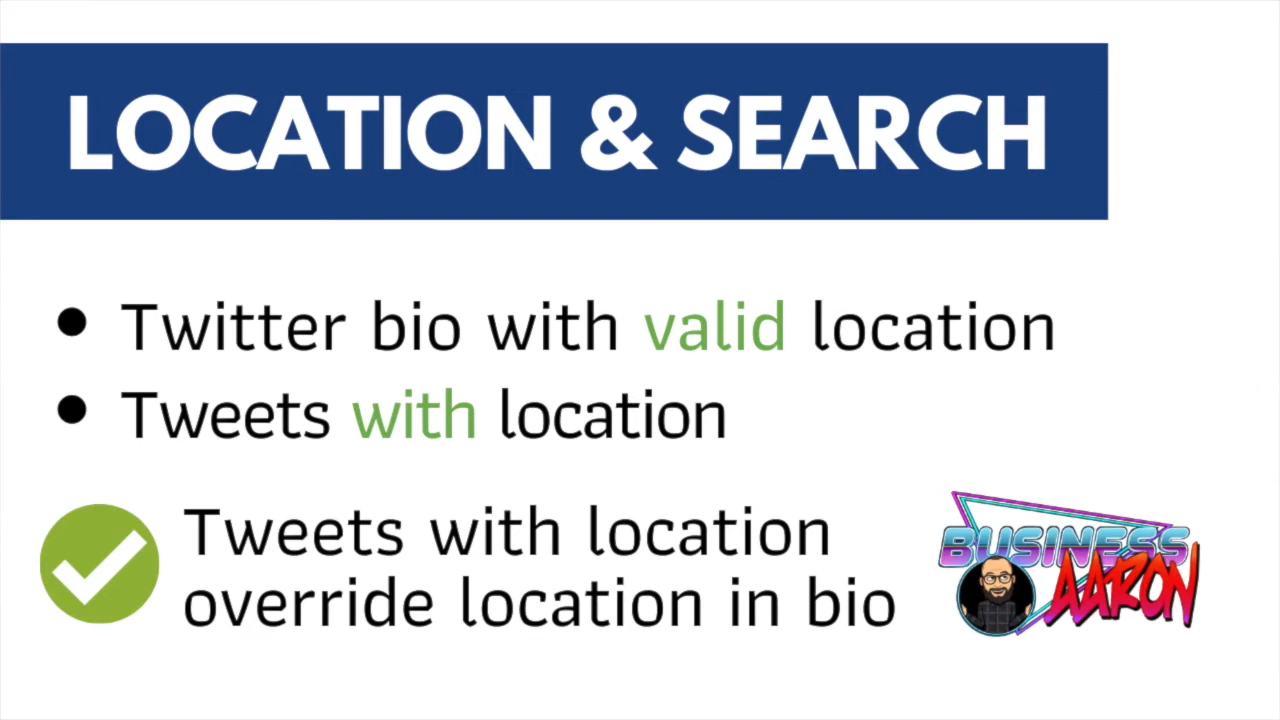 LOCATION & SEARCH
• Twitter bio with valid location
• Tweets with location
Tweets with location
override location in bio
BUSINESS
AARON